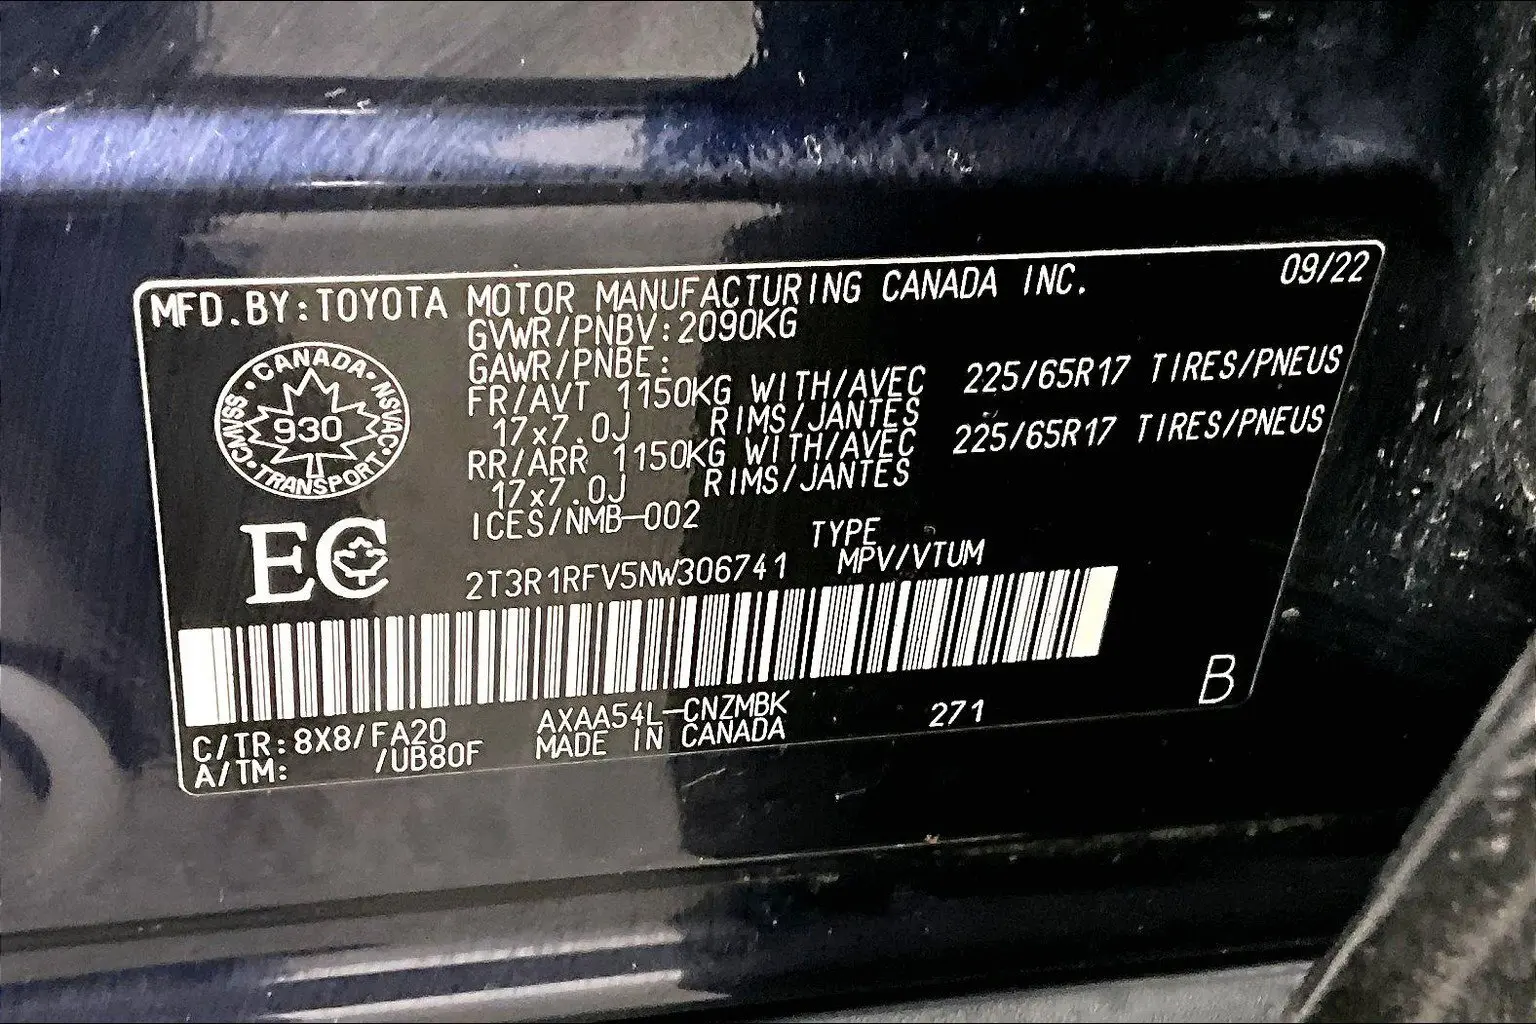 MFD.BY:TOYOTA MOTOR MANUFACTURING CANADA INC. 09/22
GVWR/PNBV:2090KG
GAWR/PNBE:
FR/AVT 1150KG WITH/AVEC 225/65R17 TIRES/PNEUS
17x7.0J RIMS/JANTES
RR/ARR 1150KG WITH/AVEC 225/65R17 TIRES/PNEUS
17x7.0J RIMS/JANTES
ICES/NMB-002
CANADA
CMVSS 930 NSVAC
TRANSPORT
EC
TYPE
2T3R1RFV5NW306741 MPV/VTUM
C/TR:8X8/FA20 AXAA54L-CNZMBK 271 B
A/TM: /UB80F MADE IN CANADA